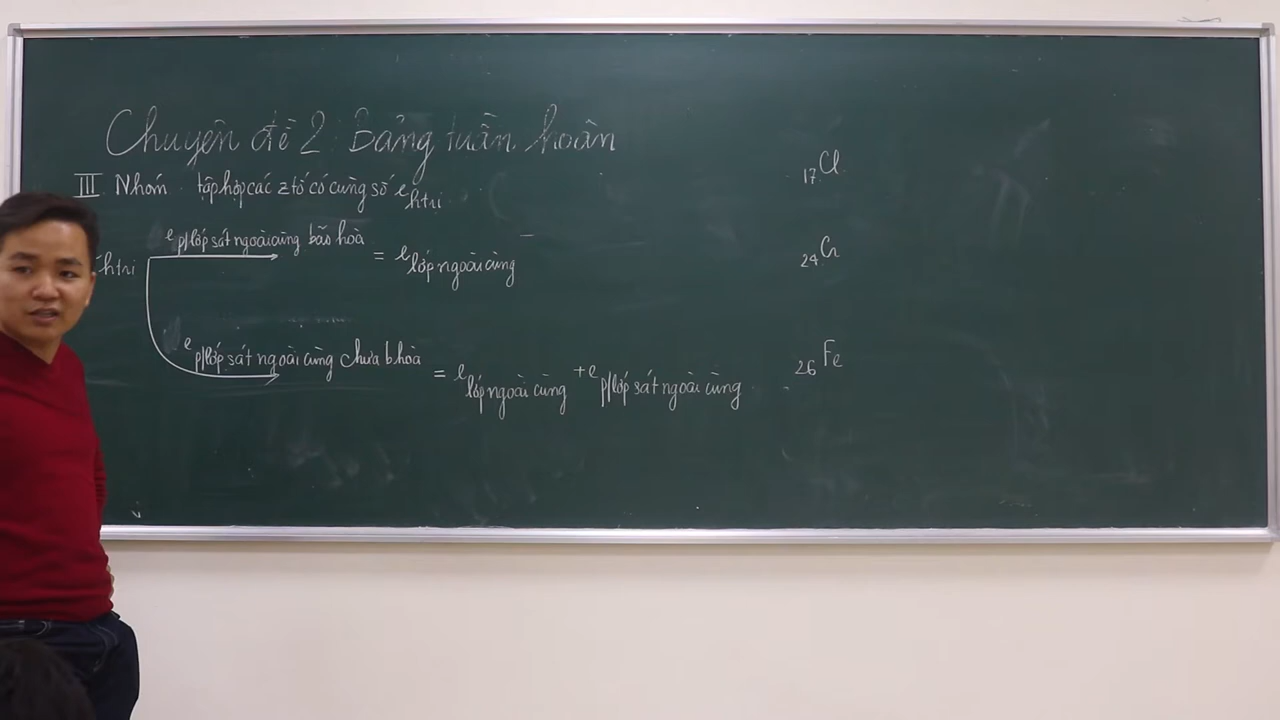 Chuyên đề 2: Bảng tuần hoàn
III Nhóm: tập hợp các ztố có cùng số e htrị
e p/lớp sát ngoài cùng bão hoà = e lớp ngoài cùng
htrị
e p/lớp sát ngoài cùng chưa b hoà = e lớp ngoài cùng + e p/lớp sát ngoài cùng
17 Cl
24 Cr
26 Fe